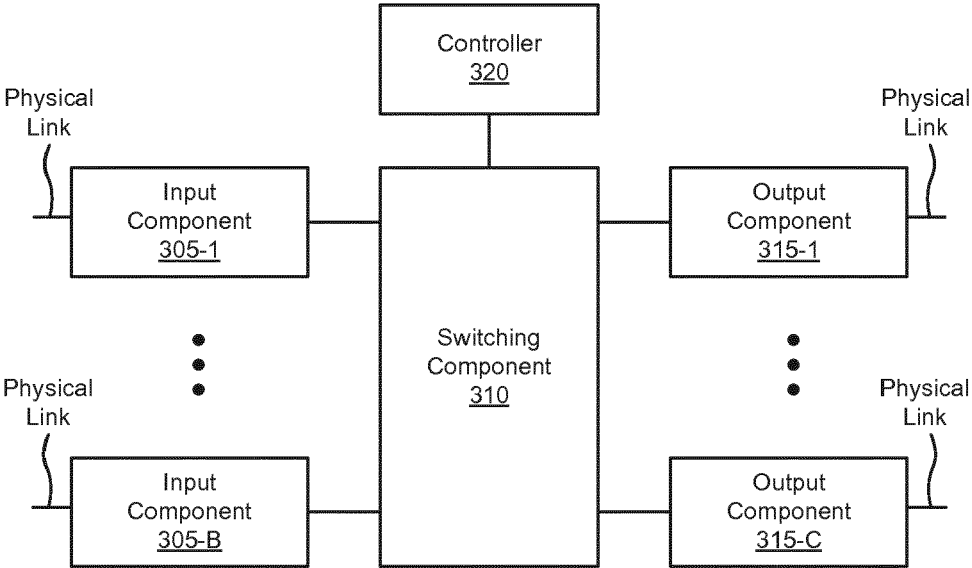 Controller
320
Physical
Link
Physical
Link
Input
Component
305-1
Output
Component
315-1
Switching
Component
310
Physical
Link
Physical
Link
Input
Component
305-B
Output
Component
315-C